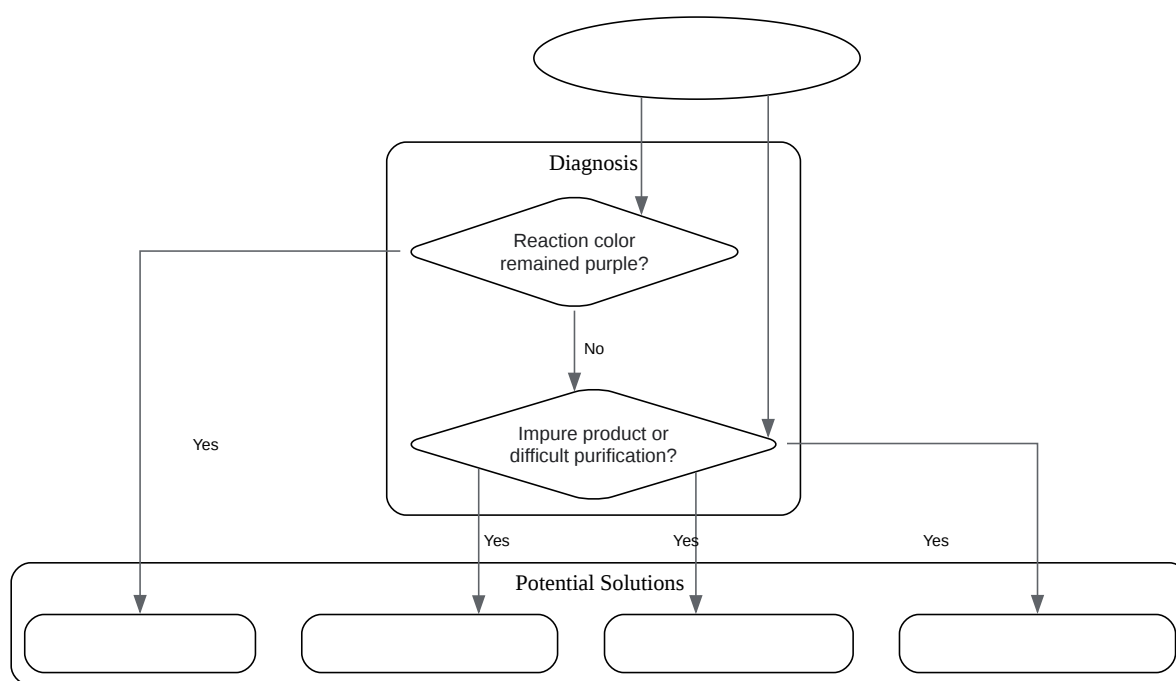 Diagnosis
Reaction color
remained purple?
No
Impure product or
difficult purification?
Yes
Yes
Yes
Yes
Potential Solutions